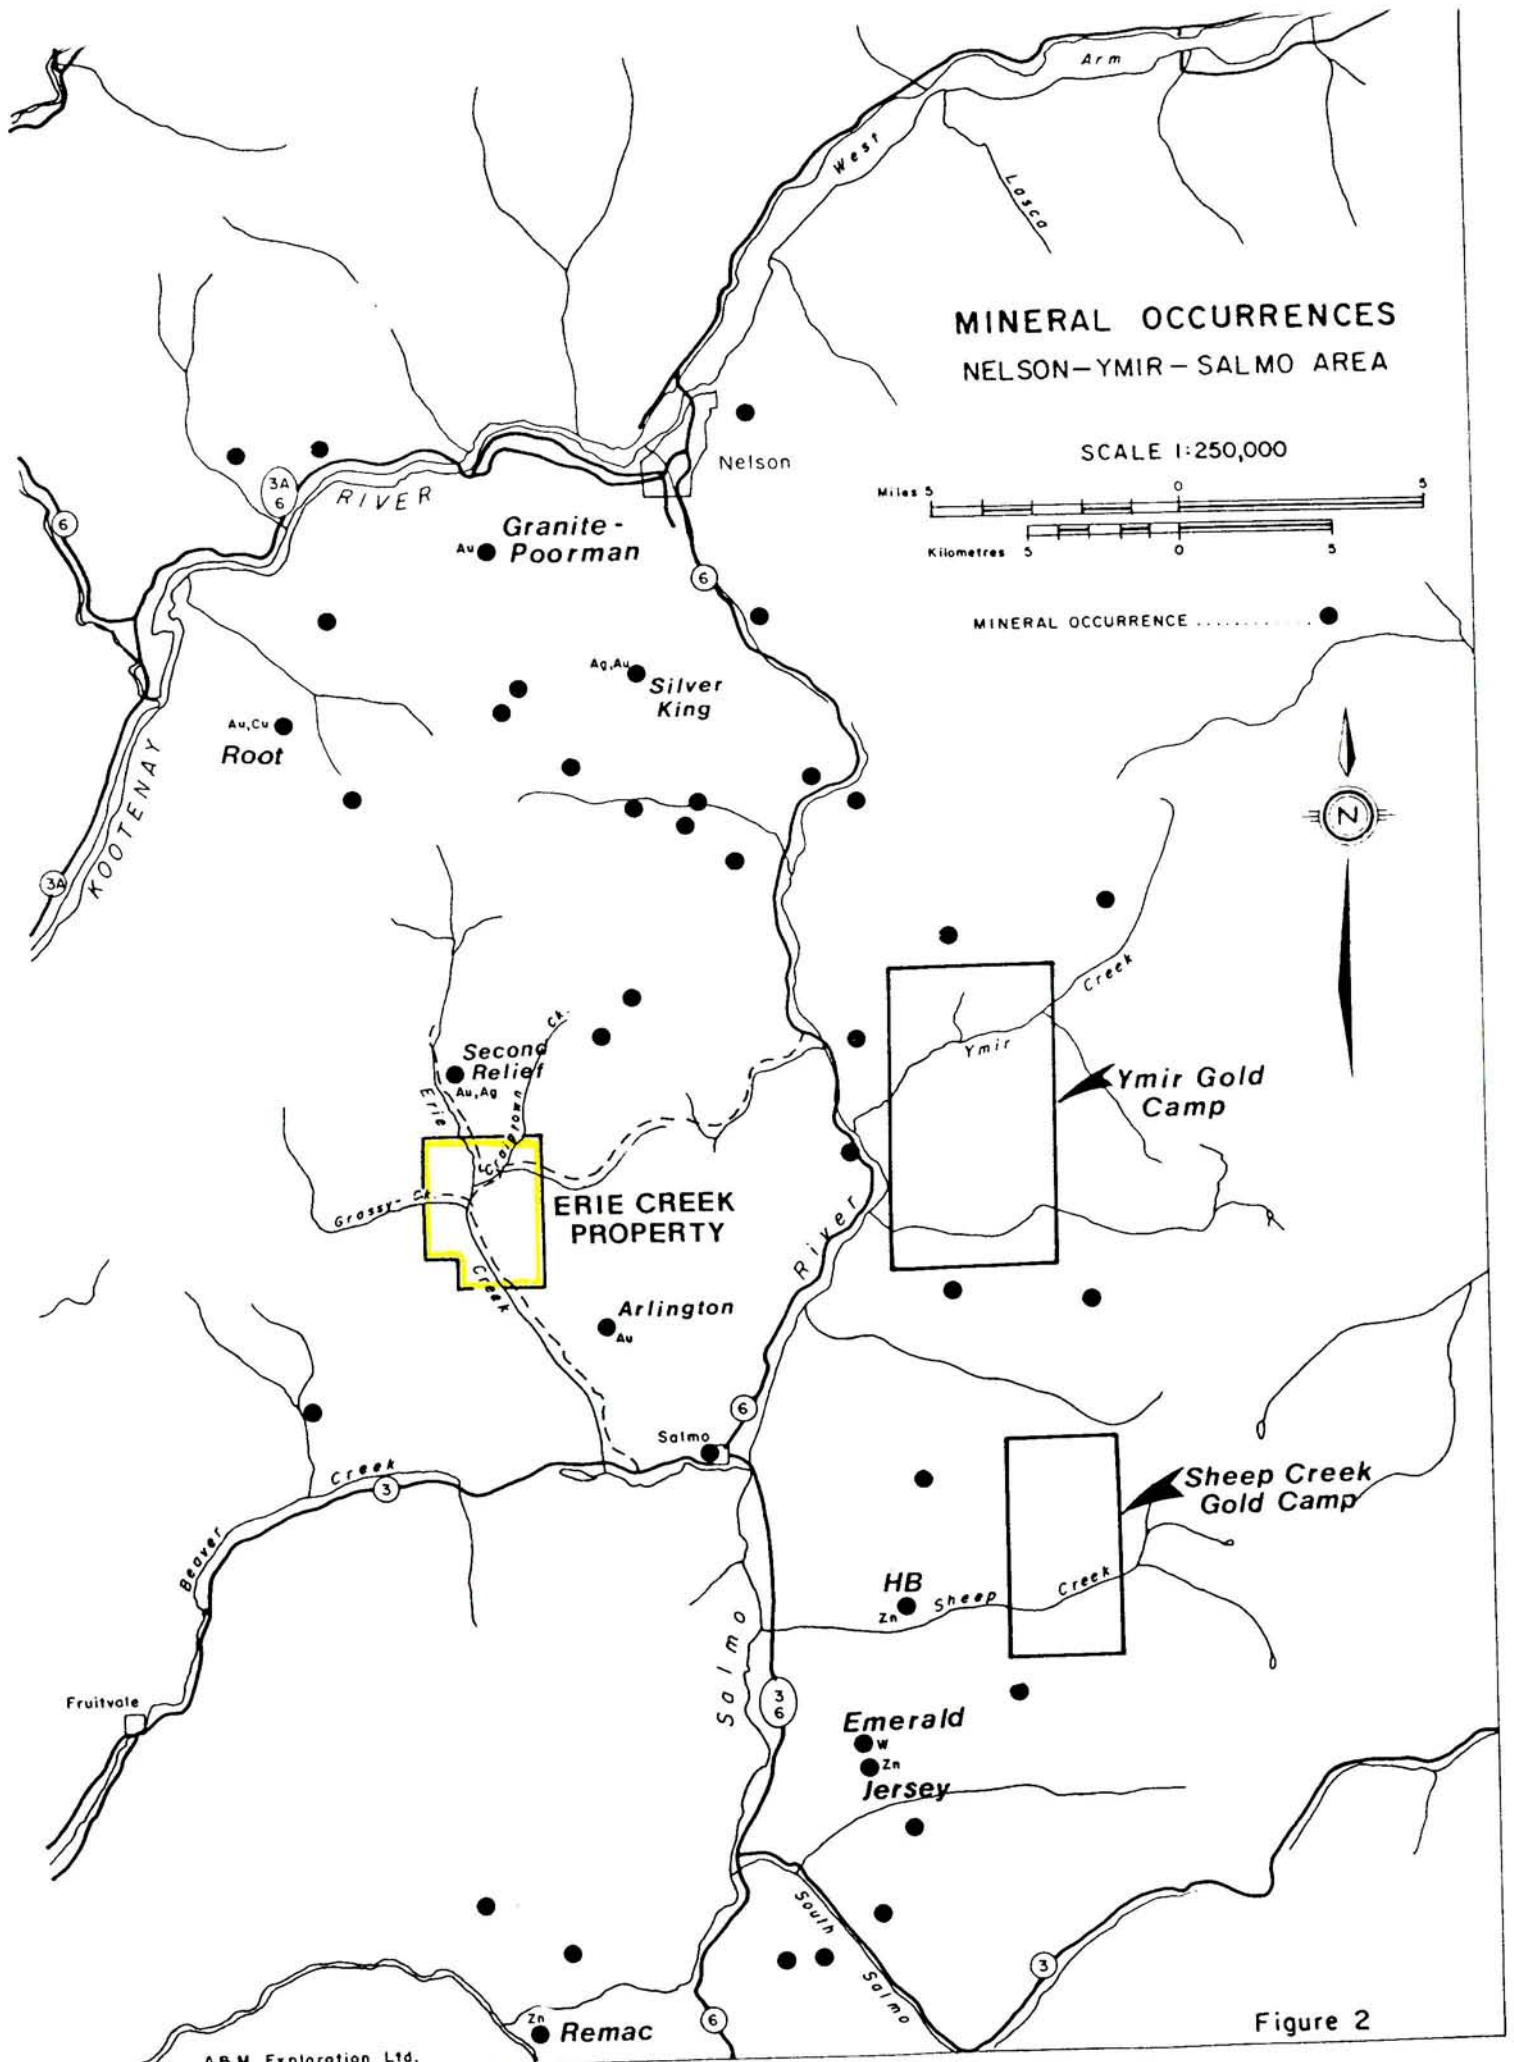 Arm
West
Lasca
MINERAL OCCURRENCES
NELSON-YMIR-SALMO AREA
SCALE 1:250,000
Miles 5 0 5
Kilometres 5 0 5
MINERAL OCCURRENCE ............
Nelson
3A
6
RIVER
6
Granite-
Au Poorman
6
Ag,Au
Silver
King
Au,Cu
Root
KOOTENAY
3A
N
Creek
Ymir
Ymir Gold
Camp
Ck.
Second
Relief
Au,Ag
Erie
Craigtown
Grassy Ck.
ERIE CREEK
PROPERTY
Creek
River
Arlington
Au
6
Salmo
Creek
3
Beaver
Sheep Creek
Gold Camp
HB
Zn
Sheep Creek
Salmo
Fruitvale
3
6
Emerald
W
Zn
Jersey
South
Salmo
3
6
Zn
Remac
Figure 2
A&M Exploration Ltd.